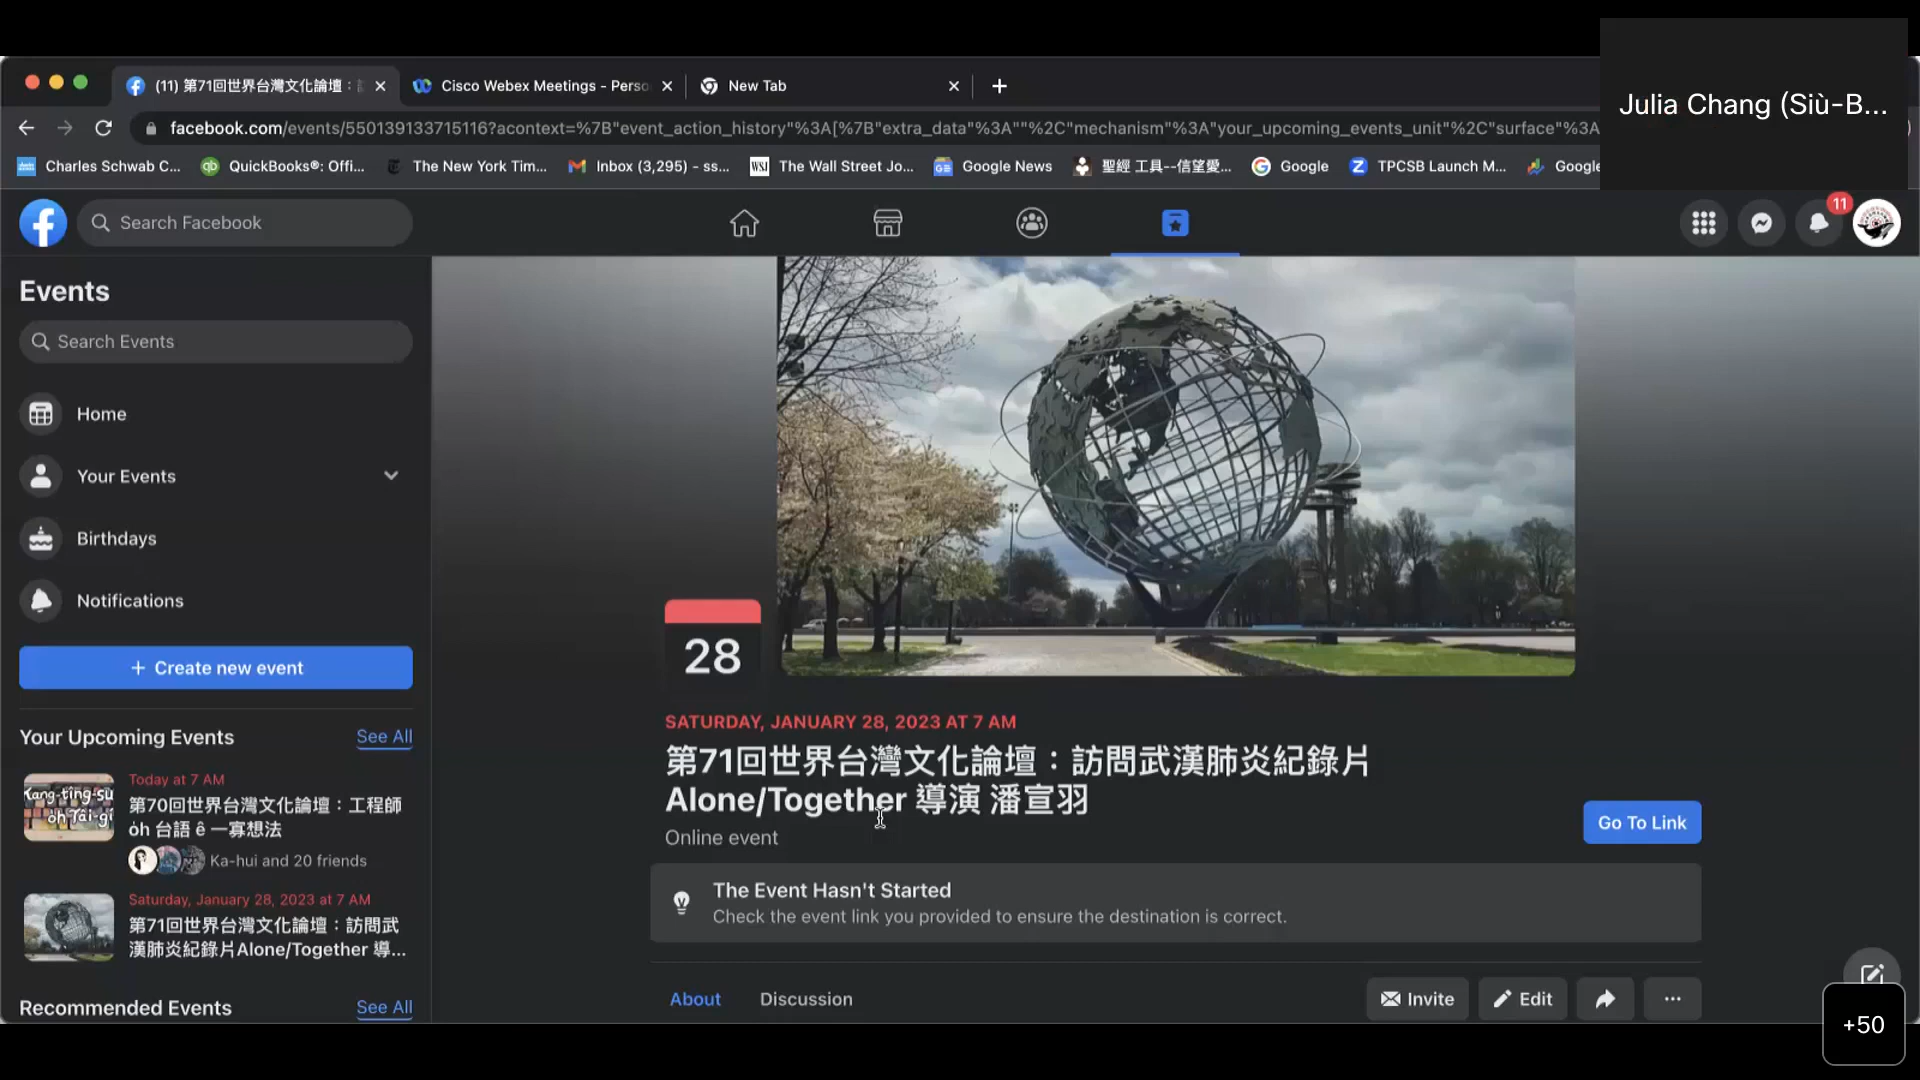 (11) 第71回世界台灣文化論壇：
Cisco Webex Meetings - Perso
New Tab
Julia Chang (Siù-B...
facebook.com/events/550139133715116?acontext=%7B"event_action_history"%3A[%7B"extra_data"%3A""%2C"mechanism"%3A"your_upcoming_events_unit"%2C"surface"%3A
Charles Schwab C...
QuickBooks®: Offi...
The New York Tim...
Inbox (3,295) - ss...
WSJ
The Wall Street Jo...
GE
Google News
聖經 工具--信望愛...
Google
Z
TPCSB Launch M...
Google
Search Facebook
11
Events
Search Events
Home
Your Events
Birthdays
Notifications
+ Create new event
Your Upcoming Events
See All
Kang-tîng-su
oh Tâi-gí
Today at 7 AM
第70回世界台灣文化論壇：工程師
o̍h 台語 ê 一寡想法
Ka-hui and 20 friends
Saturday, January 28, 2023 at 7 AM
第71回世界台灣文化論壇：訪問武
漢肺炎紀錄片Alone/Together 導...
Recommended Events
See All
28
SATURDAY, JANUARY 28, 2023 AT 7 AM
第71回世界台灣文化論壇：訪問武漢肺炎紀錄片
Alone/Together 導演 潘宣羽
Online event
Go To Link
The Event Hasn't Started
Check the event link you provided to ensure the destination is correct.
About
Discussion
Invite
Edit
+50